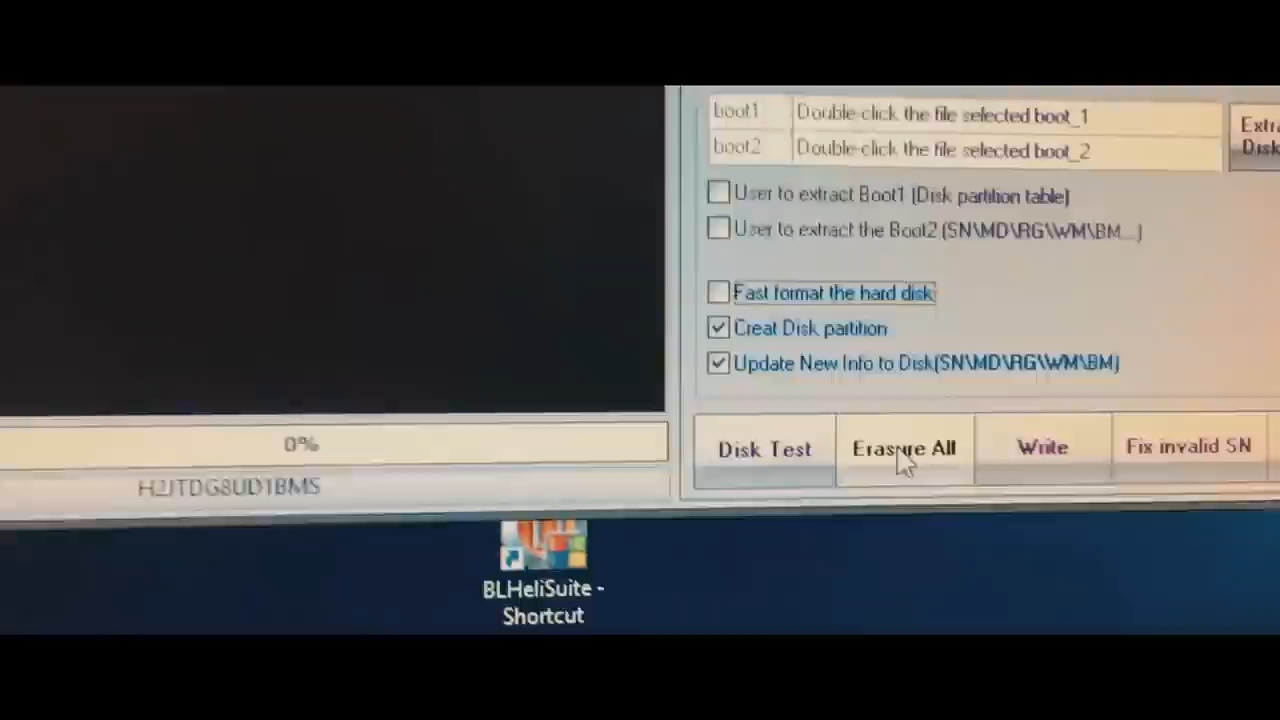 boot1 Double-click the file selected boot_1
boot2 Double-click the file selected boot_2
Extra
Disk
User to extract Boot1 (Disk partition table)
User to extract the Boot2 (SN\MD\RG\WM\BM...)
Fast format the hard disk
Creat Disk partition
Update New Info to Disk(SN\MD\RG\WM\BM)
0%
Disk Test Erasure All Write Fix invalid SN
H2JTDG8UD1BMS
BLHeliSuite -
Shortcut